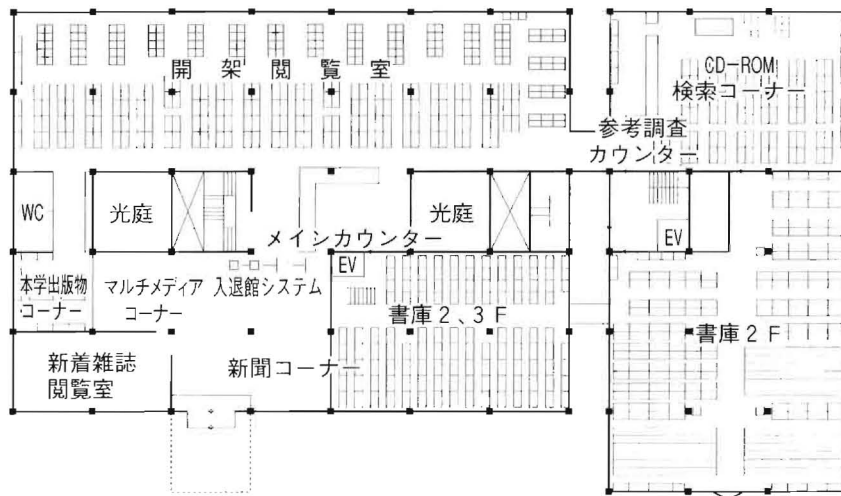 開架閲覧室
CD-ROM
検索コーナー
参考調査
カウンター
WC
光庭
光庭
メインカウンター
EV
EV
本学出版物
コーナー
マルチメディア
コーナー
入退館システム
書庫2、3F
書庫2F
新着雑誌
閲覧室
新聞コーナー